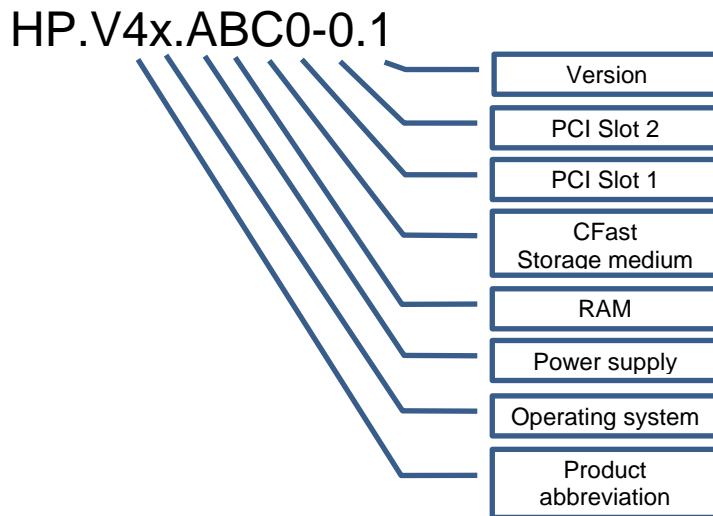 HP.V4x.ABC0-0.1
Version
PCI Slot 2
PCI Slot 1
CFast
Storage medium
RAM
Power supply
Operating system
Product
abbreviation